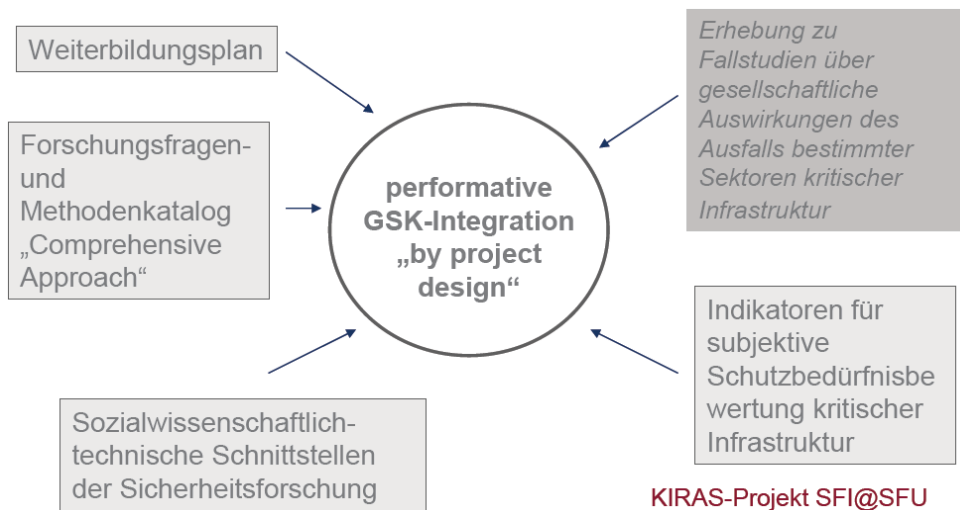 Weiterbildungsplan
Forschungsfragen-
und
Methodenkatalog
„Comprehensive
Approach“
Sozialwissenschaftlich-
technische Schnittstellen
der Sicherheitsforschung
performative
GSK-Integration
„by project
design“
Erhebung zu
Fallstudien über
gesellschaftliche
Auswirkungen des
Ausfalls bestimmter
Sektoren kritischer
Infrastruktur
Indikatoren für
subjektive
Schutzbedürfnisbe
wertung kritischer
Infrastruktur
KIRAS-Projekt SFI@SFU